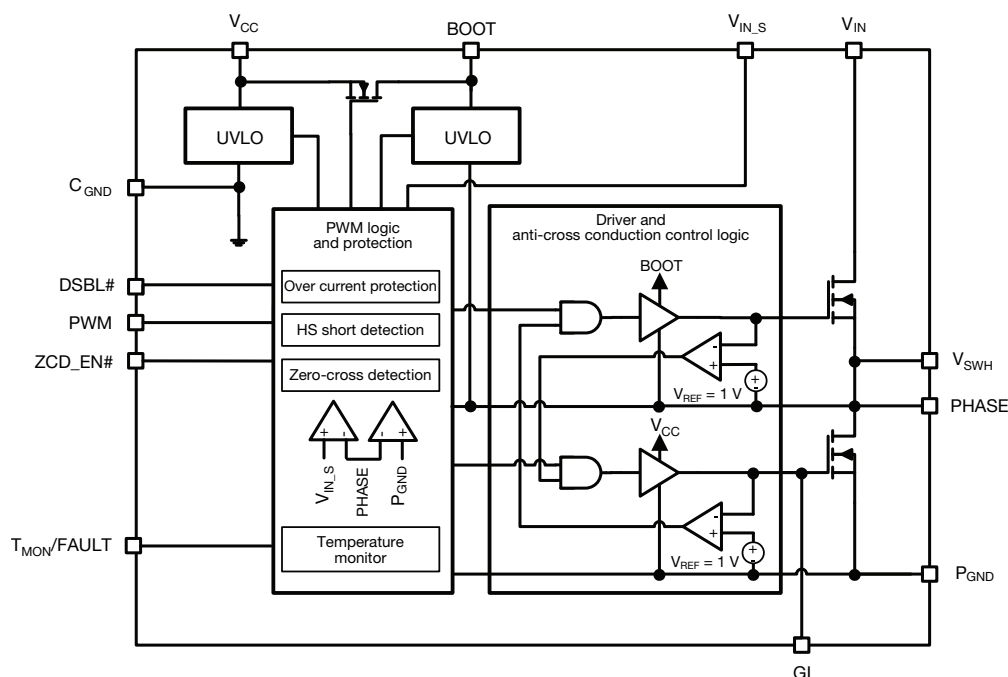 VCC
BOOT
VIN_S
VIN
UVLO
UVLO
CGND
PWM logic
and protection
Driver and
anti-cross conduction control logic
DSBL#
Over current protection
BOOT
PWM
HS short detection
ZCD_EN#
Zero-cross detection
VSWH
VREF = 1 V
PHASE
VCC
+ - - +
VIN_S
PHASE
PGND
- +
- +
+ -
+ -
TMON/FAULT
Temperature
monitor
VREF = 1 V
PGND